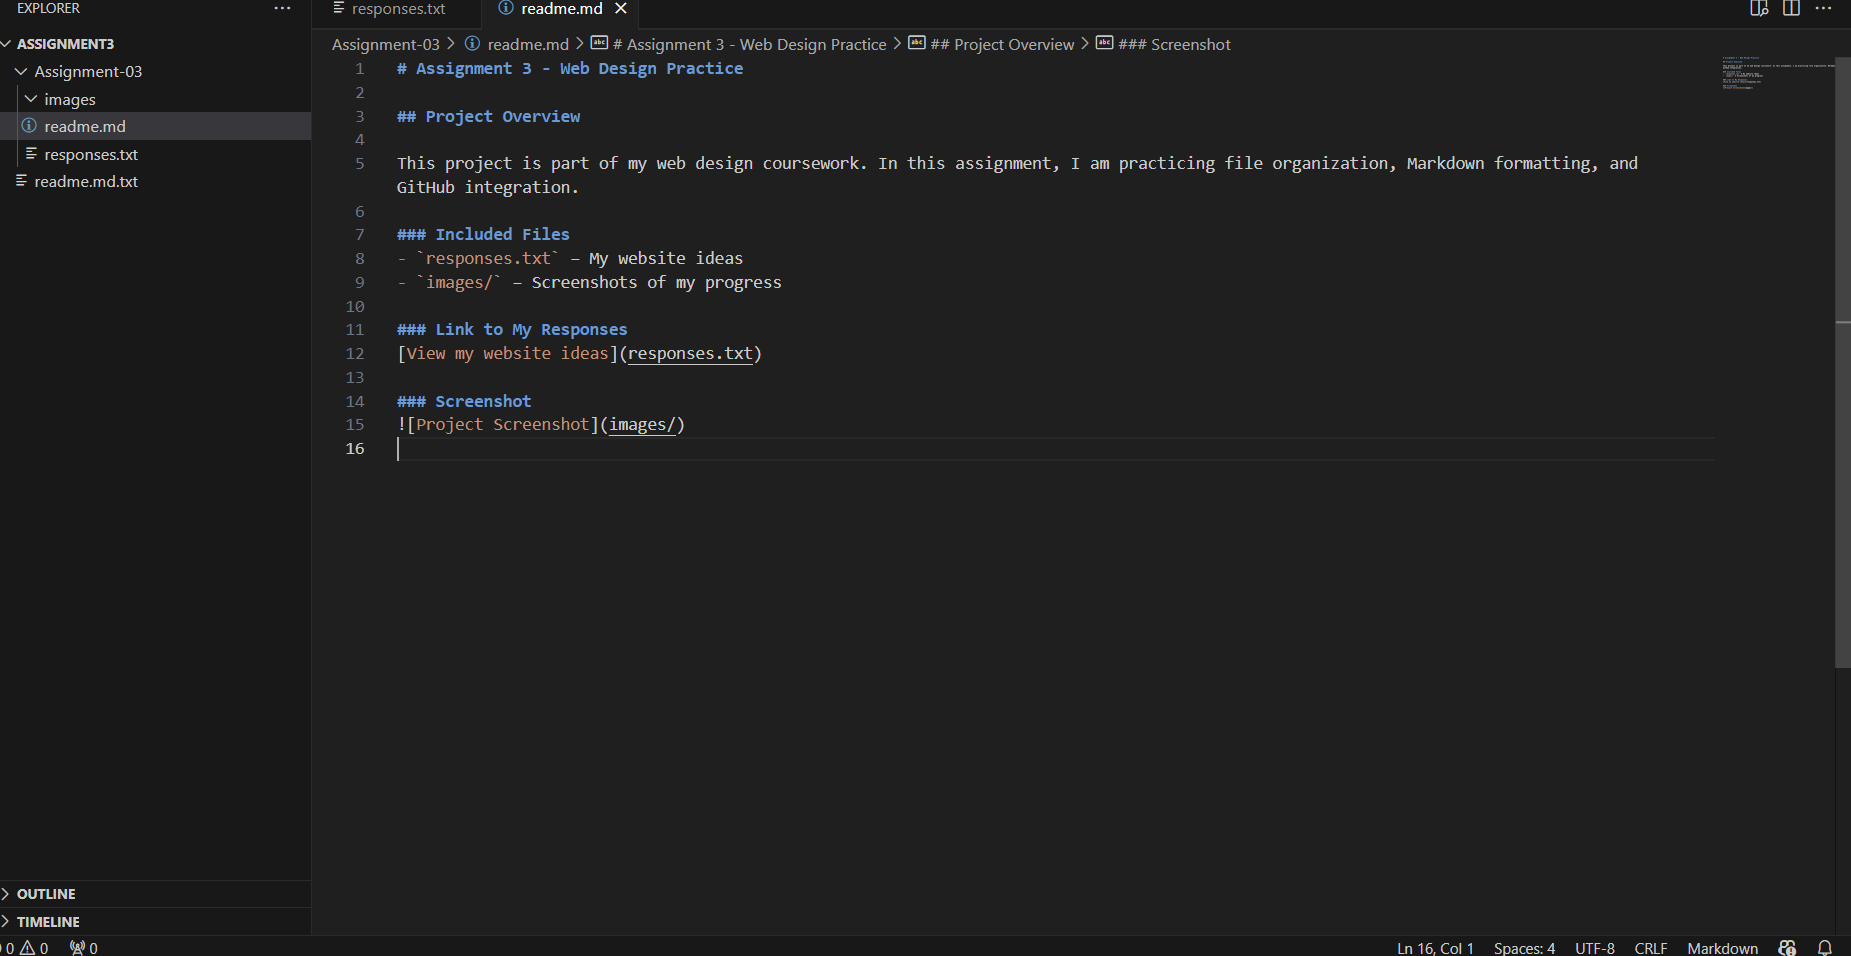 EXPLORER
ASSIGNMENT3
Assignment-03
images
readme.md
responses.txt
readme.md.txt
OUTLINE
TIMELINE
responses.txt
readme.md
Assignment-03 > readme.md > # Assignment 3 - Web Design Practice > ## Project Overview > ### Screenshot
1 # Assignment 3 - Web Design Practice
2
3 ## Project Overview
4
5 This project is part of my web design coursework. In this assignment, I am practicing file organization, Markdown formatting, and
GitHub integration.
6
7 ### Included Files
8 - `responses.txt` – My website ideas
9 - `images/` – Screenshots of my progress
10
11 ### Link to My Responses
12 [View my website ideas](responses.txt)
13
14 ### Screenshot
15 ![Project Screenshot](images/)
16
0 0 0
Ln 16, Col 1 Spaces: 4 UTF-8 CRLF Markdown